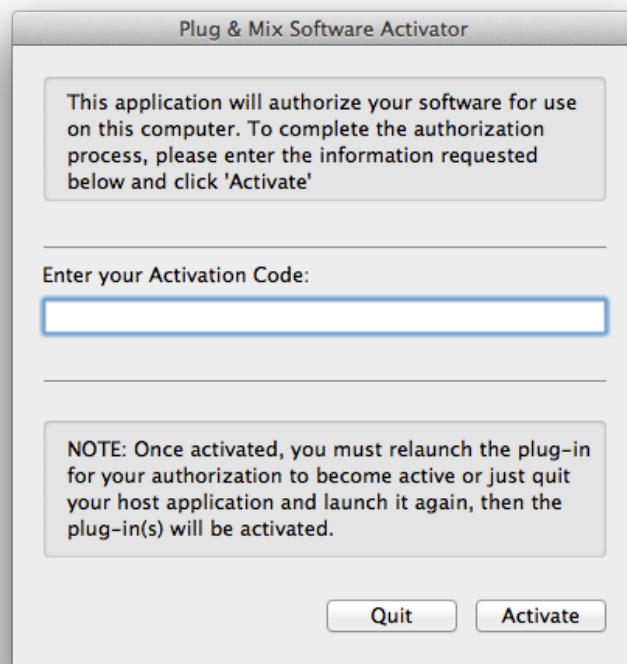 Plug & Mix Software Activator
This application will authorize your software for use
on this computer. To complete the authorization
process, please enter the information requested
below and click 'Activate'
Enter your Activation Code:
NOTE: Once activated, you must relaunch the plug-in
for your authorization to become active or just quit
your host application and launch it again, then the
plug-in(s) will be activated.
Quit
Activate